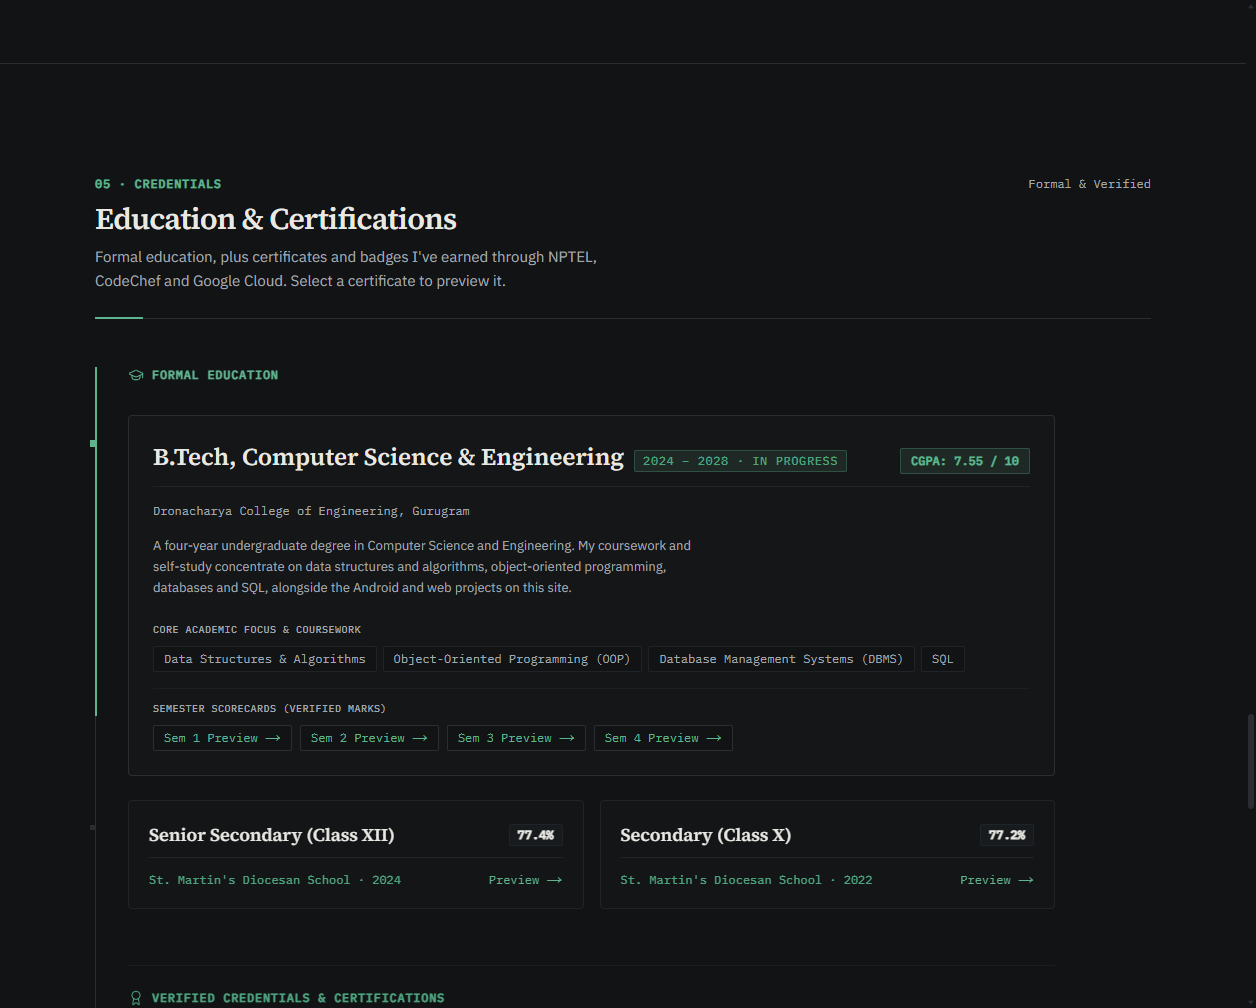 05 · CREDENTIALS
Formal & Verified
Education & Certifications
Formal education, plus certificates and badges I've earned through NPTEL,
CodeChef and Google Cloud. Select a certificate to preview it.
FORMAL EDUCATION
B.Tech, Computer Science & Engineering
2024 – 2028 · IN PROGRESS
CGPA: 7.55 / 10
Dronacharya College of Engineering, Gurugram
A four-year undergraduate degree in Computer Science and Engineering. My coursework and
self-study concentrate on data structures and algorithms, object-oriented programming,
databases and SQL, alongside the Android and web projects on this site.
CORE ACADEMIC FOCUS & COURSEWORK
Data Structures & Algorithms
Object-Oriented Programming (OOP)
Database Management Systems (DBMS)
SQL
SEMESTER SCORECARDS (VERIFIED MARKS)
Sem 1 Preview →
Sem 2 Preview →
Sem 3 Preview →
Sem 4 Preview →
Senior Secondary (Class XII)
77.4%
St. Martin's Diocesan School · 2024
Preview →
Secondary (Class X)
77.2%
St. Martin's Diocesan School · 2022
Preview →
VERIFIED CREDENTIALS & CERTIFICATIONS